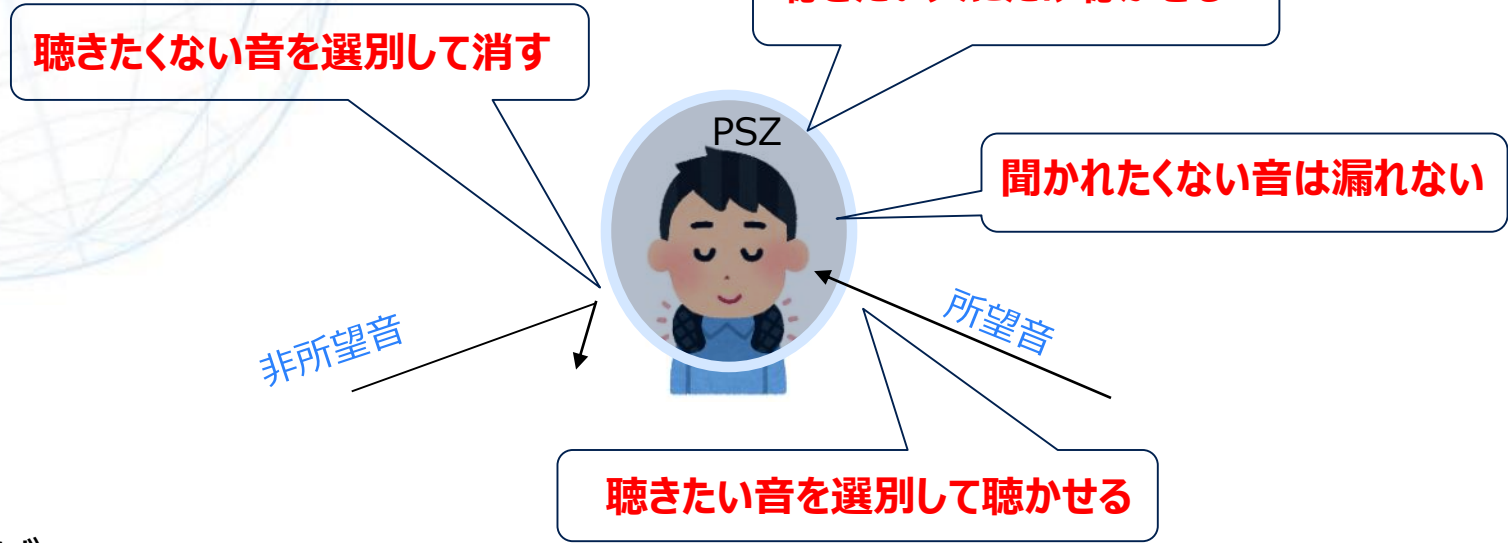 聴きたくない音を選別して消す
PSZ
聞かれたくない音は漏れない
非所望音
所望音
聴きたい音を選別して聴かせる